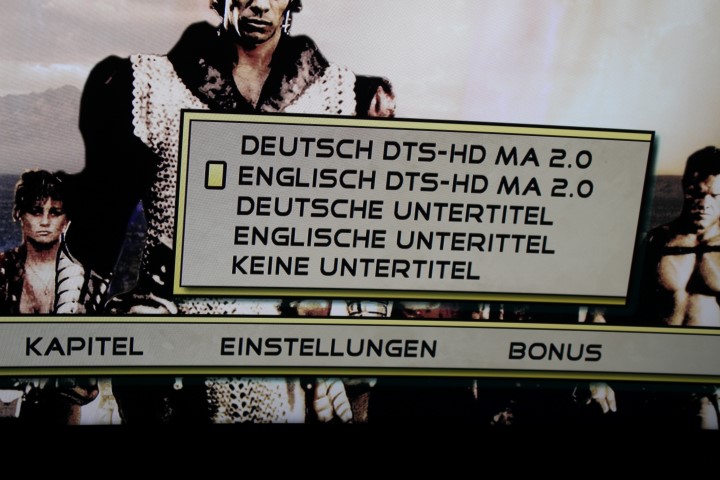 DEUTSCH DTS-HD MA 2.0
ENGLISCH DTS-HD MA 2.0
DEUTSCHE UNTERTITEL
ENGLISCHE UNTERITTEL
KEINE UNTERTITEL
KAPITEL EINSTELLUNGEN BONUS